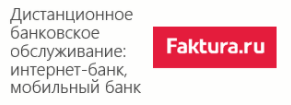 Дистанционное
банковское
обслуживание:
интернет-банк,
мобильный банк
Faktura.ru